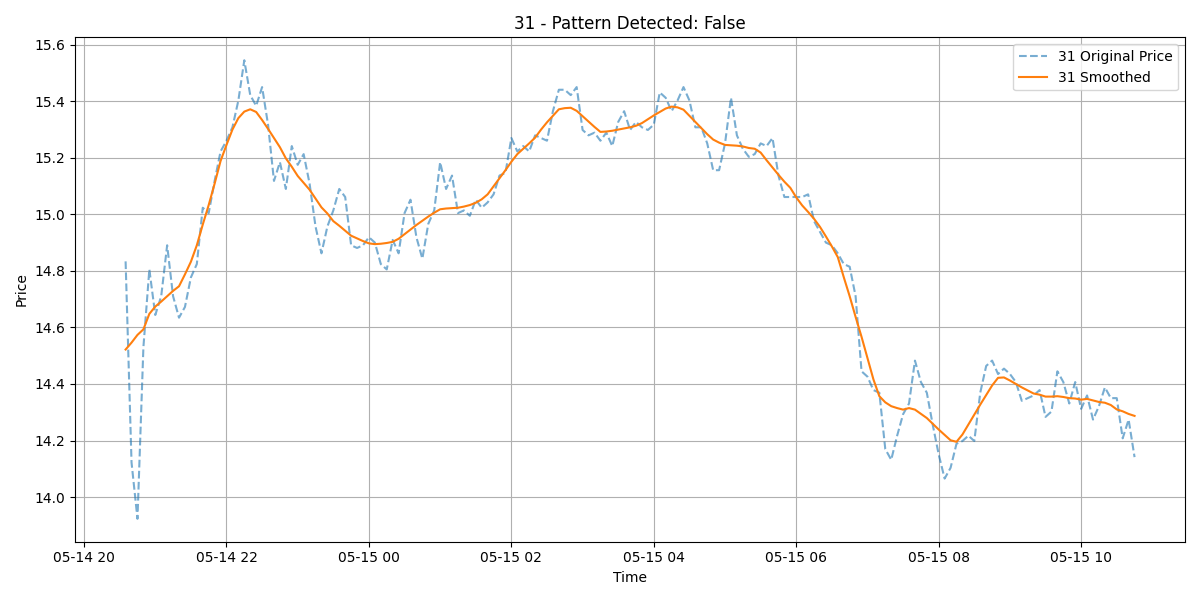 31 - Pattern Detected: False
31 Original Price
31 Smoothed
Price
15.6
15.4
15.2
15.0
14.8
14.6
14.4
14.2
14.0
05-14 20 05-14 22 05-15 00 05-15 02 05-15 04 05-15 06 05-15 08 05-15 10
Time